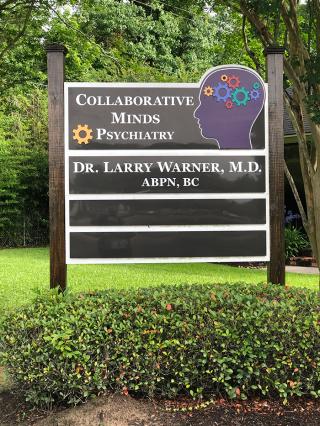 COLLABORATIVE
MINDS
PSYCHIATRY
DR. LARRY WARNER, M.D.
ABPN, BC